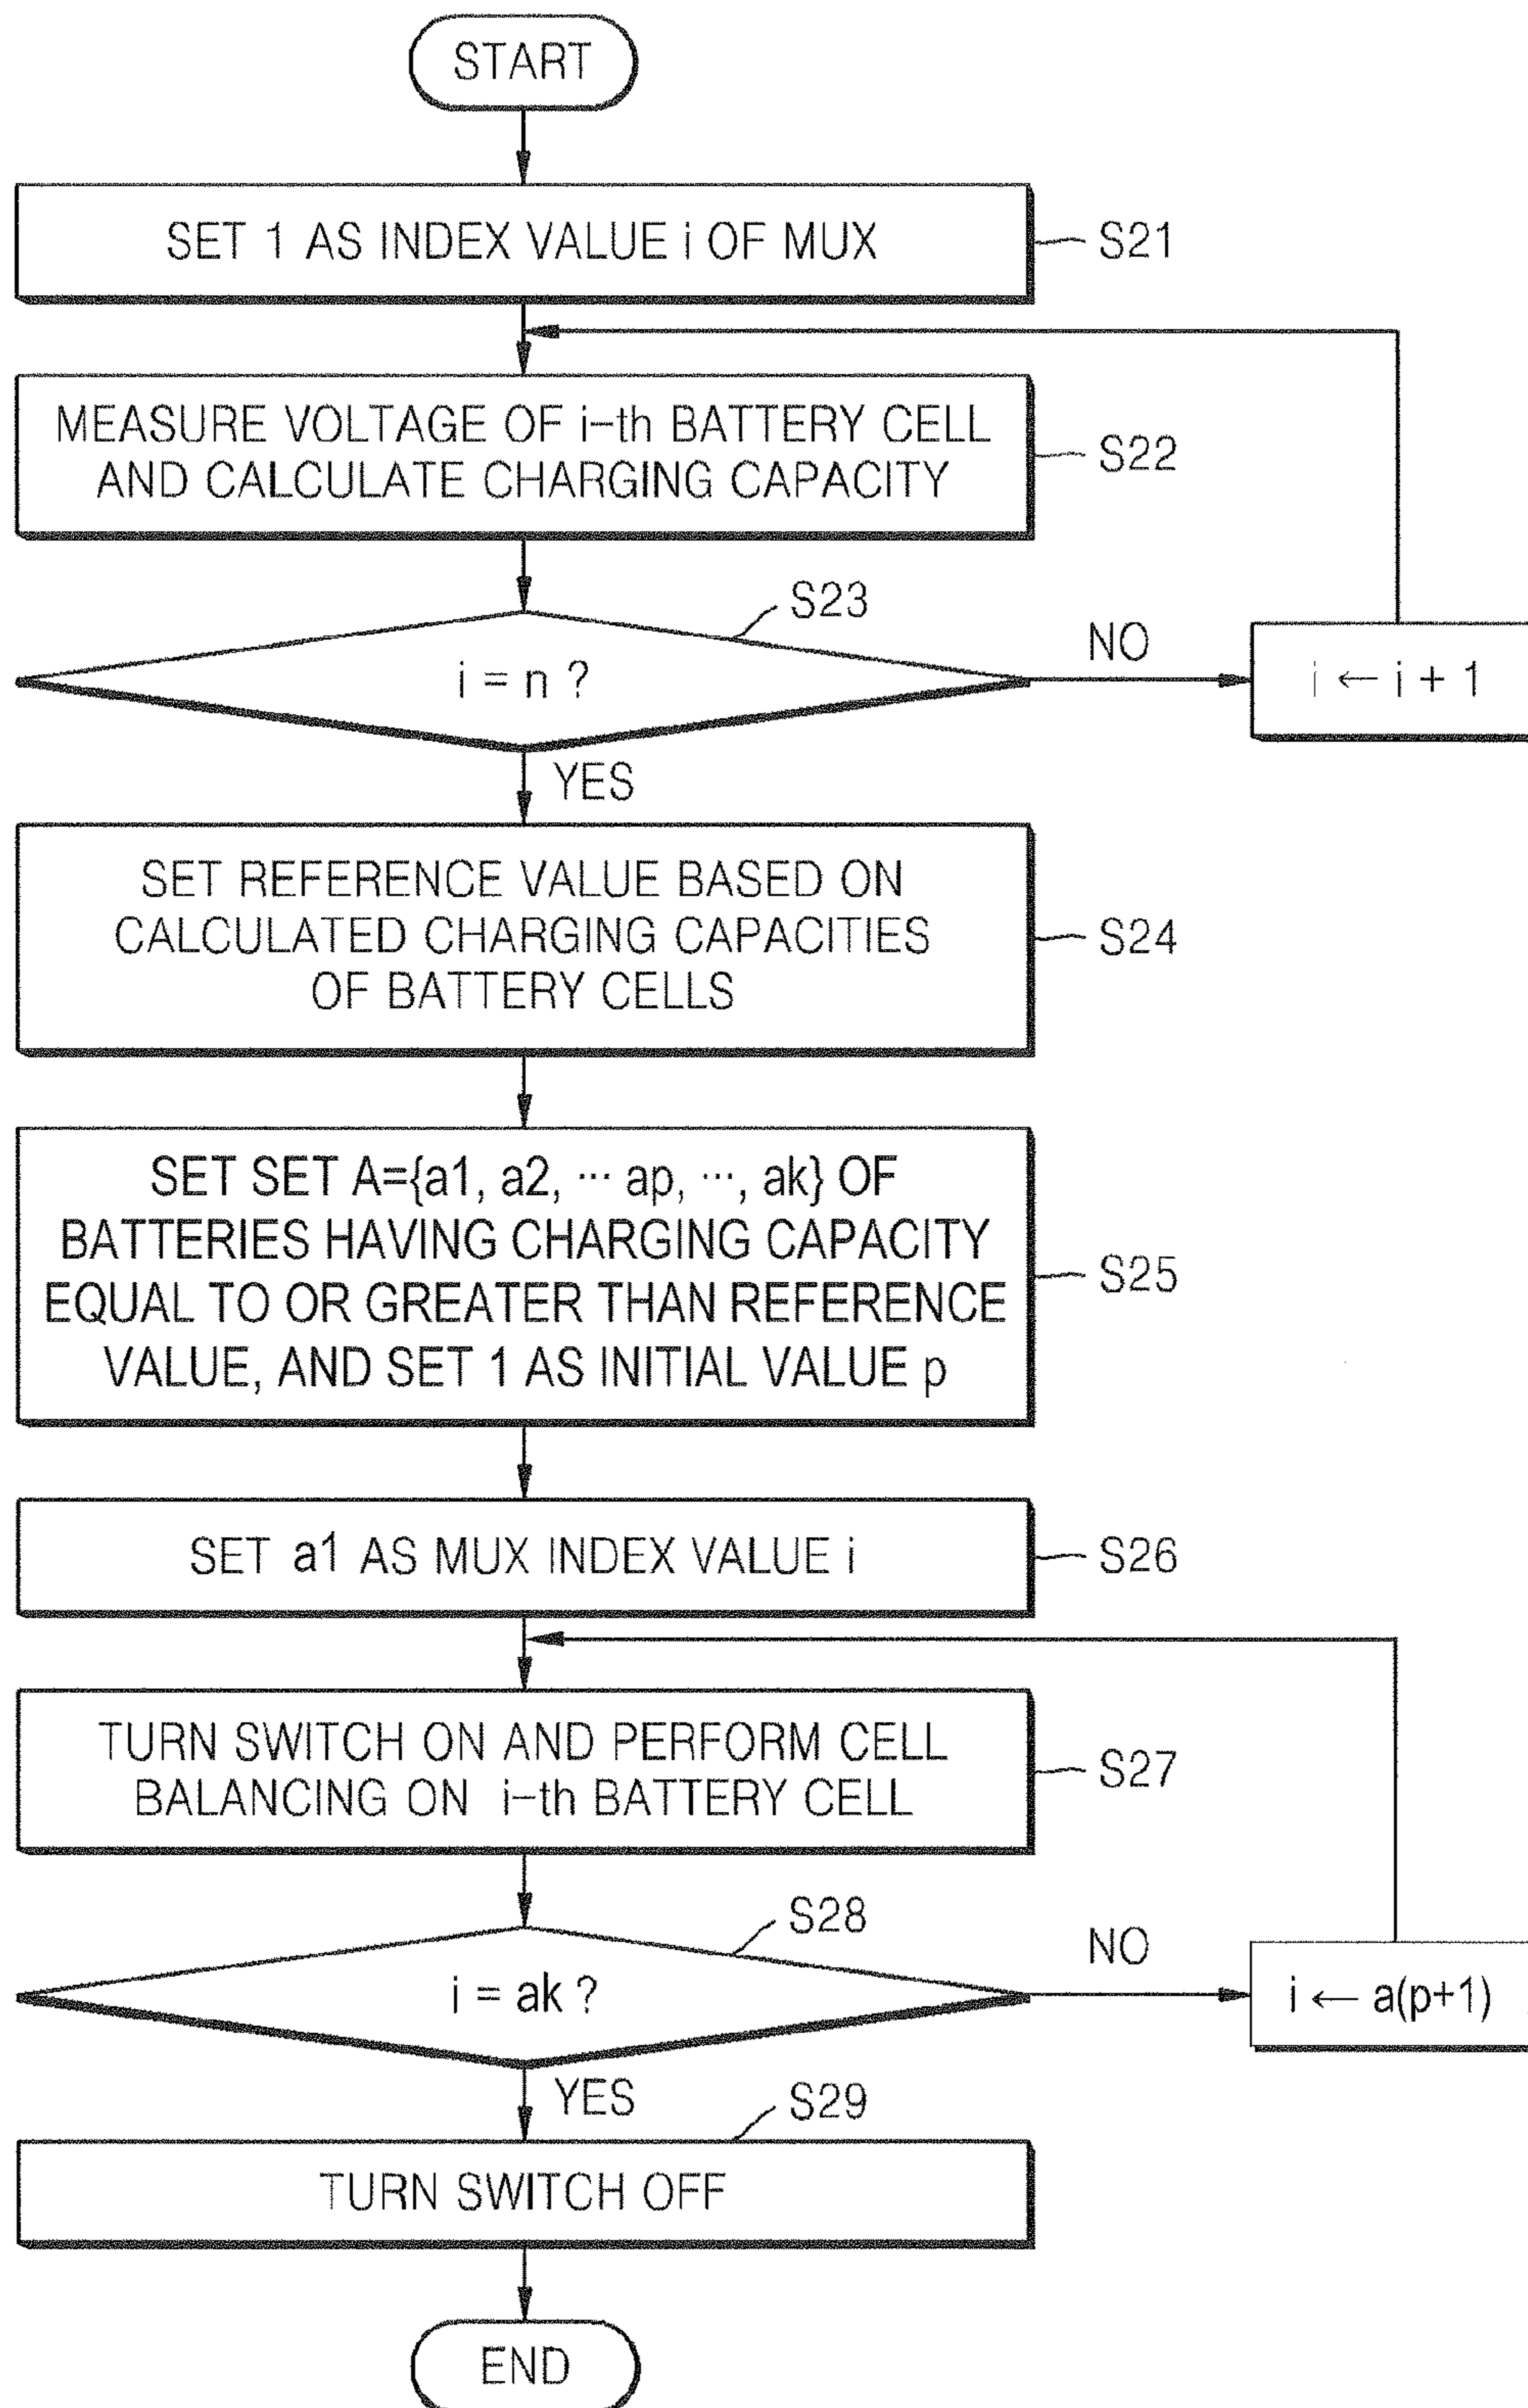 START
SET 1 AS INDEX VALUE i OF MUX
S21
MEASURE VOLTAGE OF i-th BATTERY CELL
AND CALCULATE CHARGING CAPACITY
S22
S23
i = n ?
NO
i ← i + 1
YES
SET REFERENCE VALUE BASED ON
CALCULATED CHARGING CAPACITIES
OF BATTERY CELLS
S24
SET SET A={a1, a2, ··· ap, ···, ak} OF
BATTERIES HAVING CHARGING CAPACITY
EQUAL TO OR GREATER THAN REFERENCE
VALUE, AND SET 1 AS INITIAL VALUE p
S25
SET a1 AS MUX INDEX VALUE i
S26
TURN SWITCH ON AND PERFORM CELL
BALANCING ON i-th BATTERY CELL
S27
S28
i = ak ?
NO
i ← a(p+1)
YES
S29
TURN SWITCH OFF
END